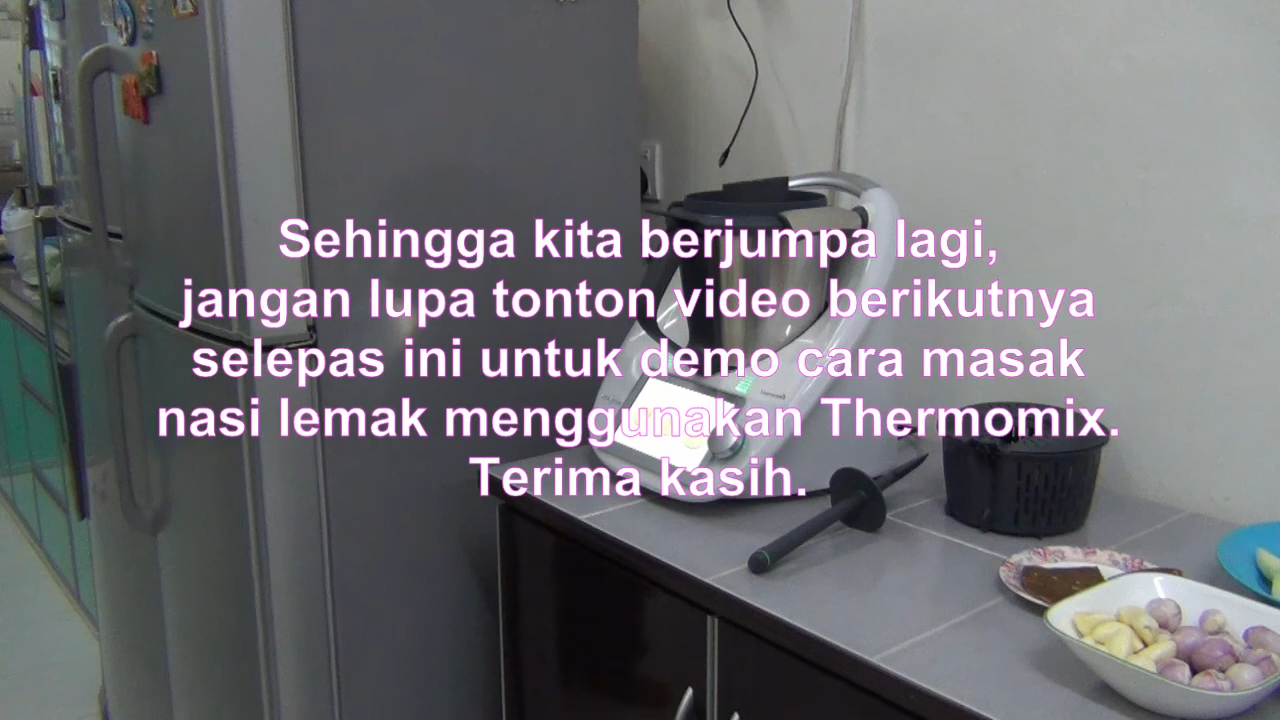 Sehingga kita berjumpa lagi,
jangan lupa tonton video berikutnya
selepas ini untuk demo cara masak
nasi lemak menggunakan Thermomix.
Terima kasih.